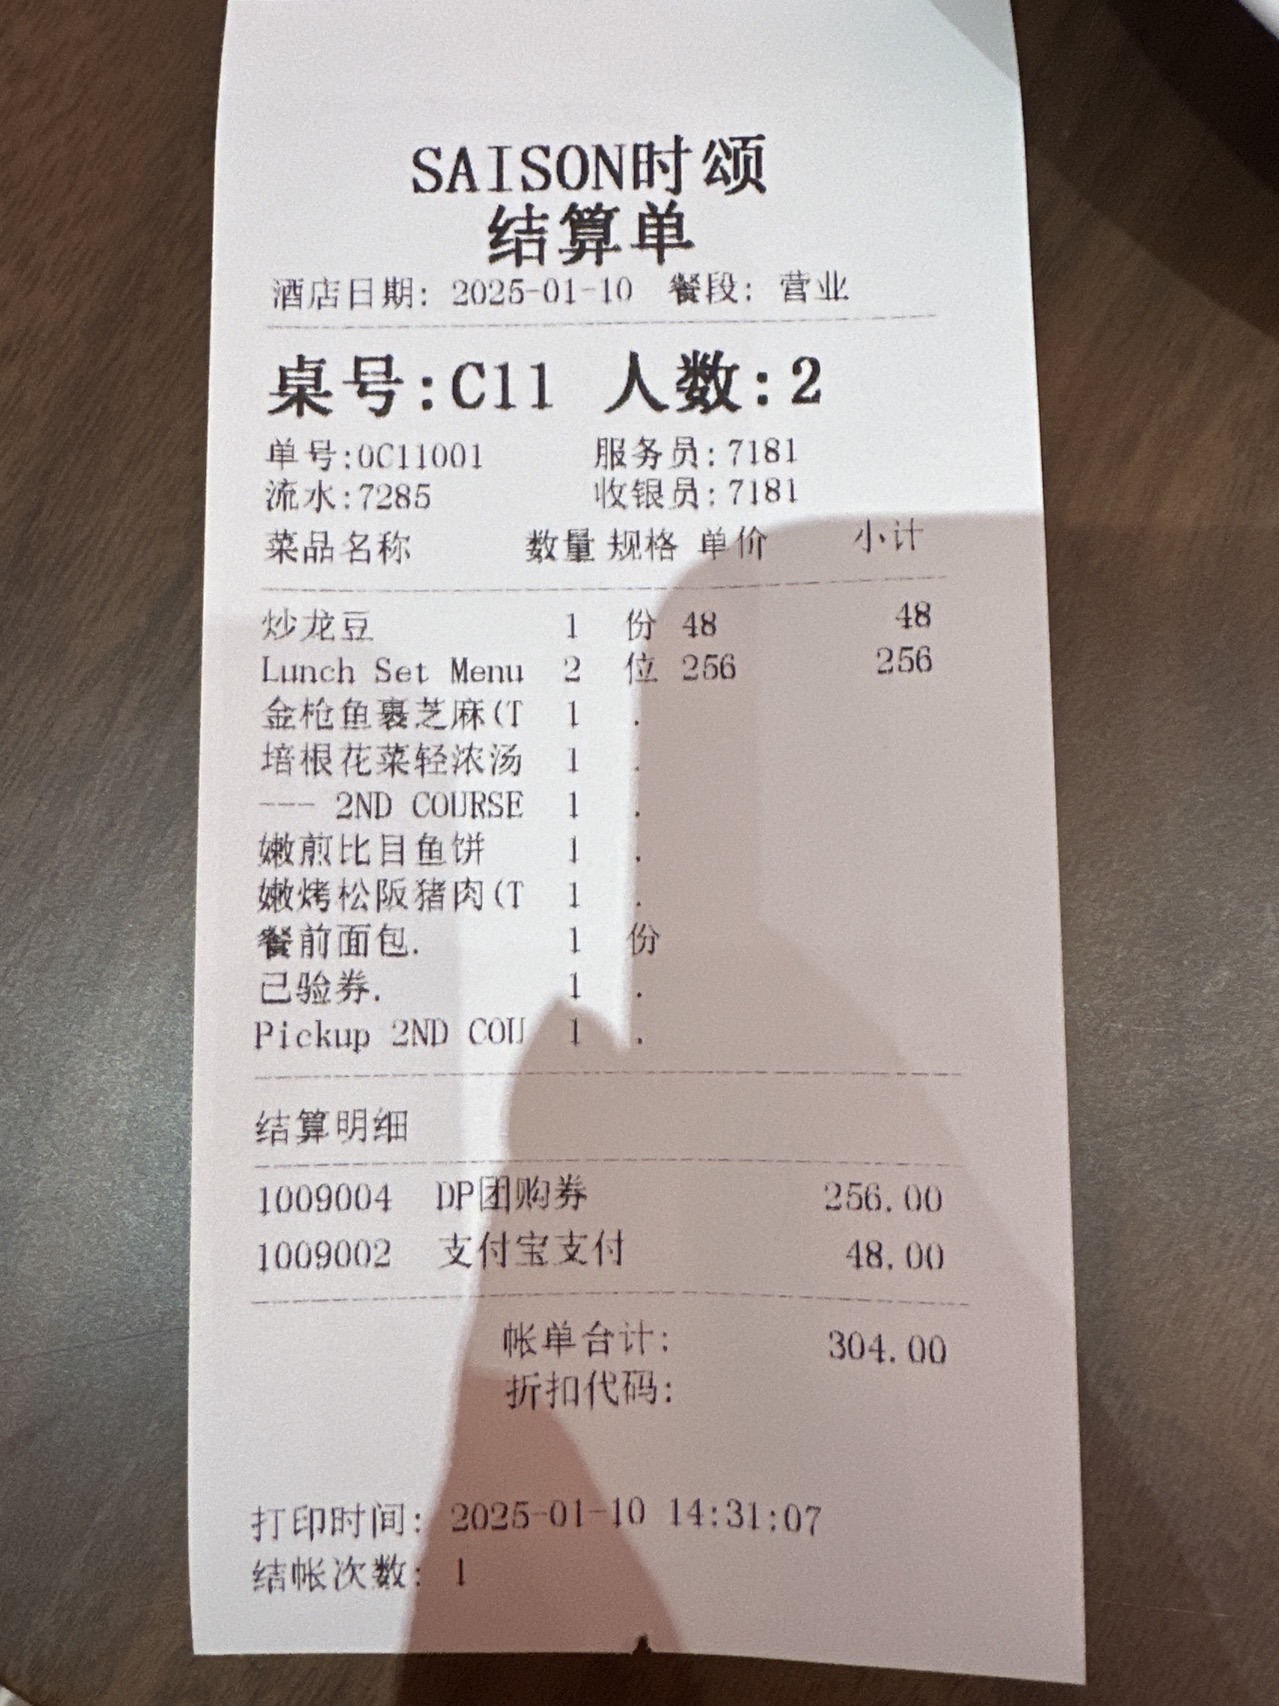 SAISON时颂
结算单
酒店日期: 2025-01-10 餐段: 营业
桌号:C11 人数:2
单号:0C11001 服务员:7181
流水:7285 收银员:7181
菜品名称 数量 规格 单价 小计
炒龙豆 1 份 48 48
Lunch Set Menu 2 位 256 256
金枪鱼裹芝麻(T 1 .
培根花菜轻浓汤 1 .
--- 2ND COURSE 1 .
嫩煎比目鱼饼 1 .
嫩烤松阪猪肉(T 1 .
餐前面包. 1 份
已验券. 1 .
Pickup 2ND COU 1 .
结算明细
1009004 DP团购券 256.00
1009002 支付宝支付 48.00
帐单合计: 304.00
折扣代码:
打印时间: 2025-01-10 14:31:07
结帐次数: 1